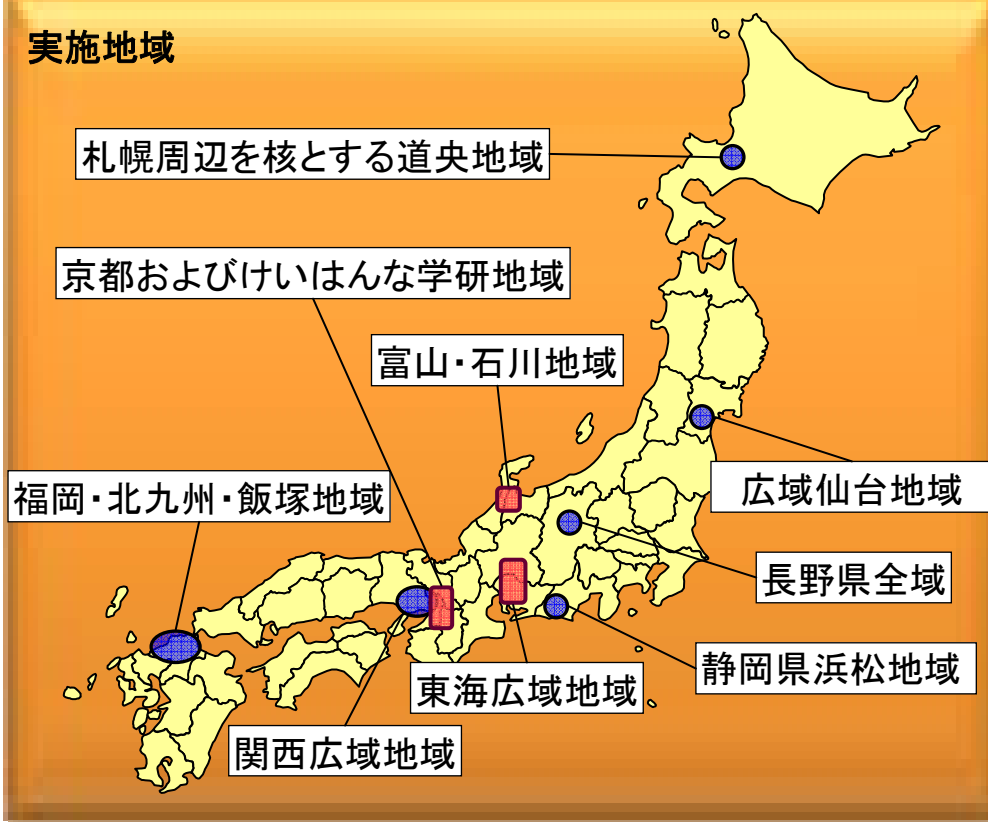 実施地域
札幌周辺を核とする道央地域
京都およびけいはんな学研地域
富山・石川地域
広域仙台地域
福岡・北九州・飯塚地域
長野県全域
静岡県浜松地域
東海広域地域
関西広域地域